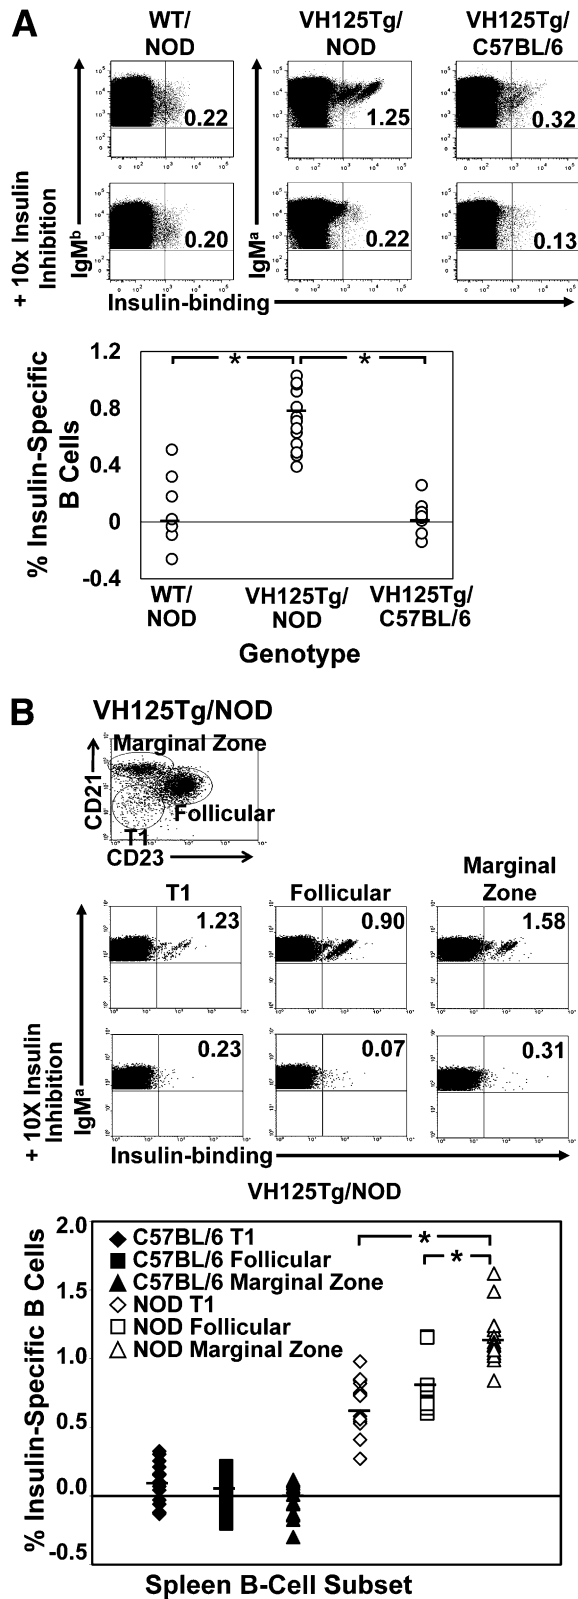 A
WT/
NOD
VH125Tg/
NOD
VH125Tg/
C57BL/6
0.22
1.25
0.32
+ 10x Insulin
Inhibition
IgMb
IgMa
0.20
0.22
0.13
Insulin-binding
% Insulin-Specific
B Cells
1.2
0.8
0.4
0
-0.4
*
*
WT/
NOD
VH125Tg/
NOD
VH125Tg/
C57BL/6
Genotype
B
VH125Tg/NOD
Marginal Zone
CD21
Follicular
T1
CD23
T1
Follicular
Marginal
Zone
1.23
0.90
1.58
+ 10X Insulin
Inhibition
IgMa
0.23
0.07
0.31
Insulin-binding
VH125Tg/NOD
% Insulin-Specific B Cells
2.0
1.5
1.0
0.5
0.0
-0.5
C57BL/6 T1
C57BL/6 Follicular
C57BL/6 Marginal Zone
NOD T1
NOD Follicular
NOD Marginal Zone
*
*
Spleen B-Cell Subset